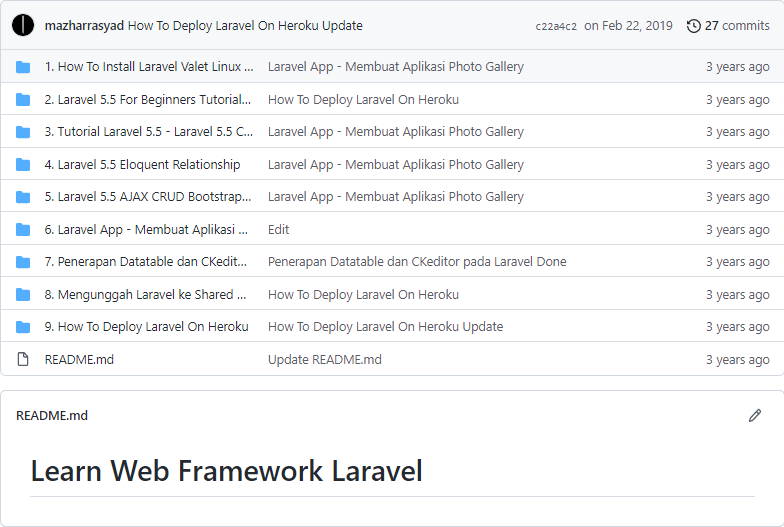 mazharrasyad How To Deploy Laravel On Heroku Update c22a4c2 on Feb 22, 2019 27 commits
1. How To Install Laravel Valet Linux ... Laravel App - Membuat Aplikasi Photo Gallery 3 years ago
2. Laravel 5.5 For Beginners Tutorial... How To Deploy Laravel On Heroku 3 years ago
3. Tutorial Laravel 5.5 - Laravel 5.5 C... Laravel App - Membuat Aplikasi Photo Gallery 3 years ago
4. Laravel 5.5 Eloquent Relationship Laravel App - Membuat Aplikasi Photo Gallery 3 years ago
5. Laravel 5.5 AJAX CRUD Bootstrap... Laravel App - Membuat Aplikasi Photo Gallery 3 years ago
6. Laravel App - Membuat Aplikasi ... Edit 3 years ago
7. Penerapan Datatable dan CKedit... Penerapan Datatable dan CKeditor pada Laravel Done 3 years ago
8. Mengunggah Laravel ke Shared ... How To Deploy Laravel On Heroku 3 years ago
9. How To Deploy Laravel On Heroku How To Deploy Laravel On Heroku Update 3 years ago
README.md Update README.md 3 years ago
README.md
Learn Web Framework Laravel